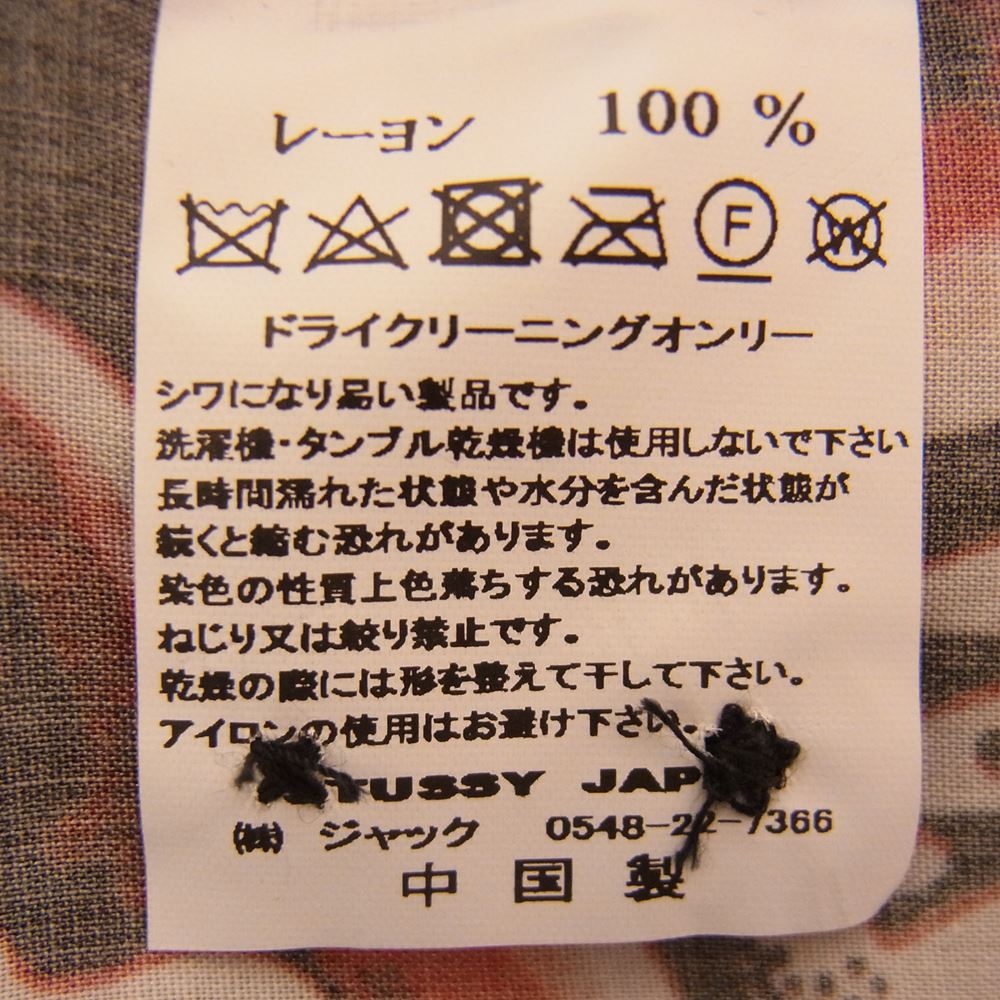 レーヨン 100 %
F W
ドライクリーニングオンリー
シワになり易い製品です。
洗濯機・タンブル乾燥機は使用しないで下さい
長時間濡れた状態や水分を含んだ状態が
続くと縮む恐れがあります。
染色の性質上色落ちする恐れがあります。
ねじり又は絞り禁止です。
乾燥の際には形を整えて干して下さい。
アイロンの使用はお避け下さい。
STUSSY JAP
㈱ ジャック 0548-22-7366
中国製